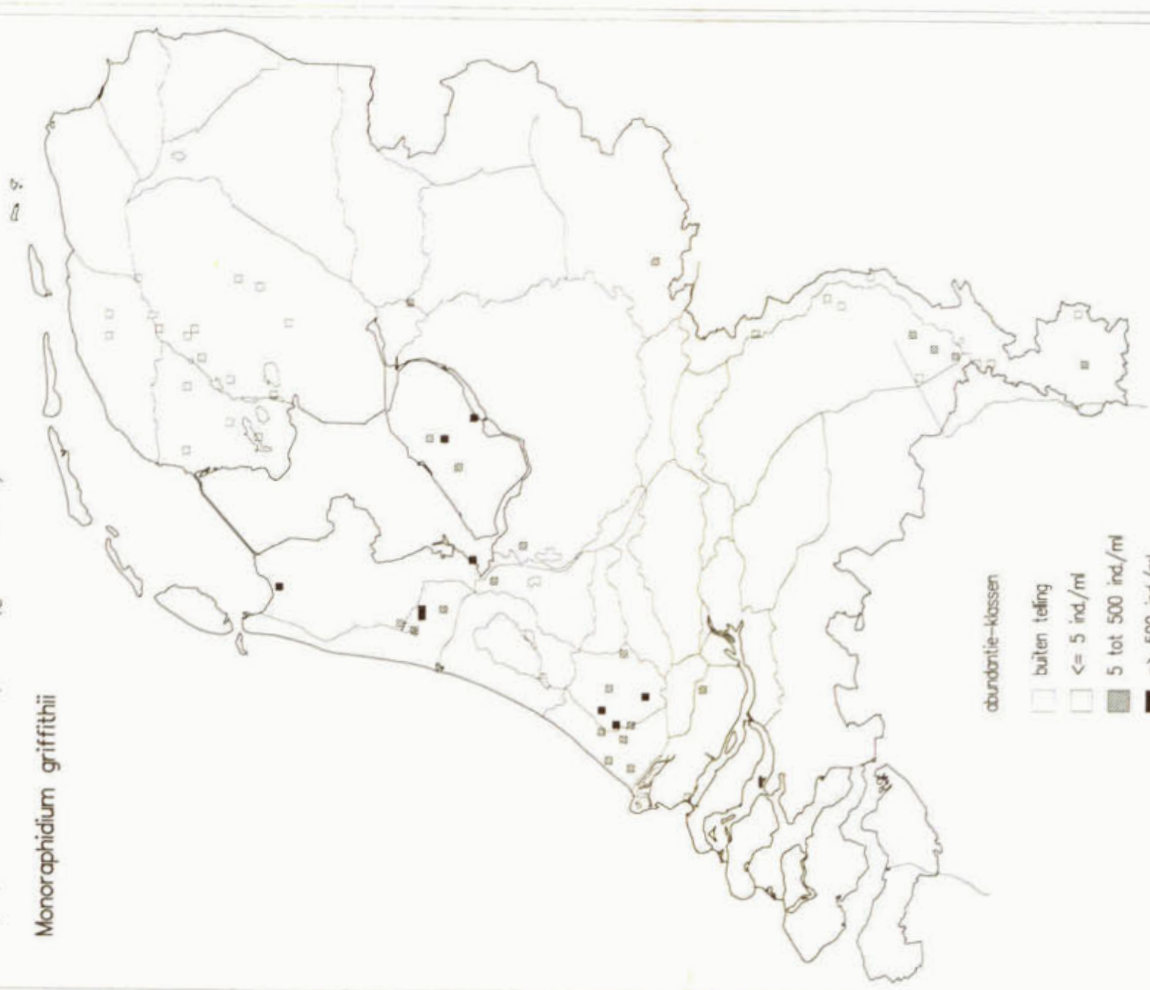 Monoraphidium griffithii
abundantie-klassen
buiten telling
<= 5 ind./ml
5 tot 500 ind./ml